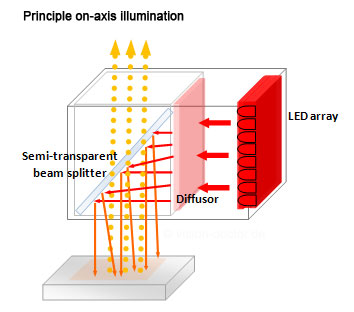 Principle on-axis illumination
LED array
Semi-transparent
beam splitter
Diffusor